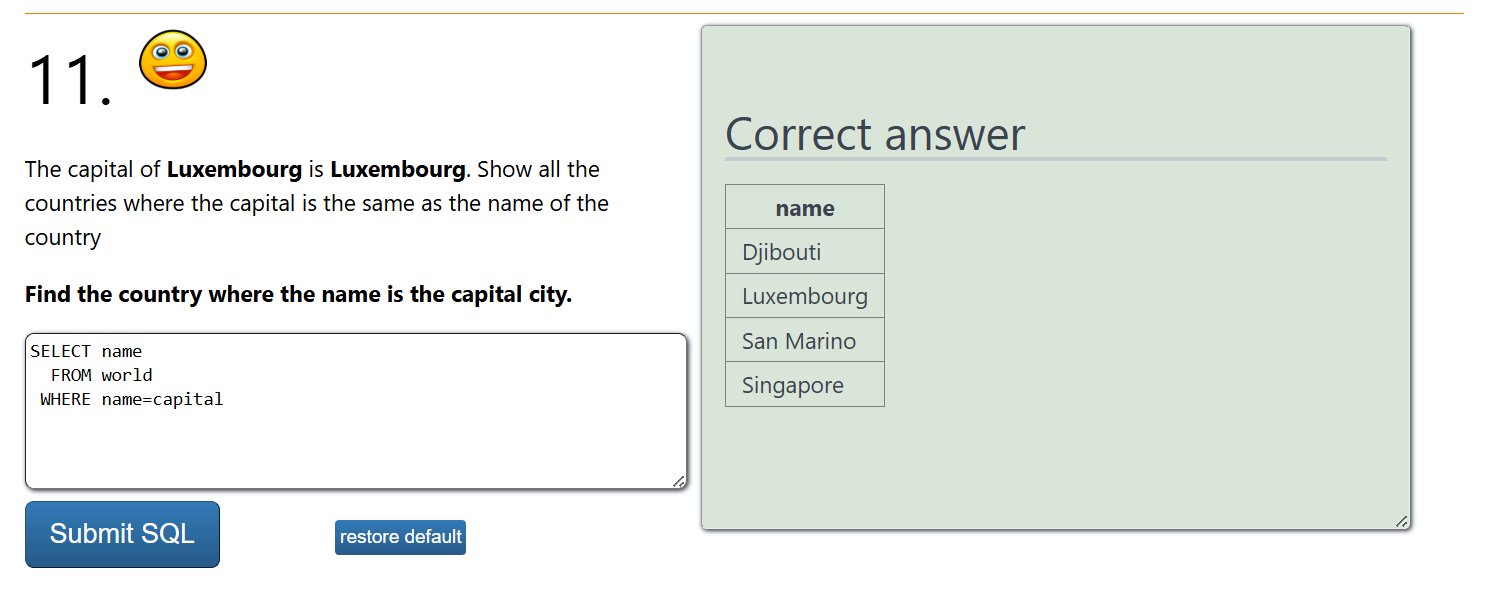 11.
The capital of Luxembourg is Luxembourg. Show all the
countries where the capital is the same as the name of the
country
Find the country where the name is the capital city.
SELECT name
  FROM world
 WHERE name=capital
Submit SQL
restore default
Correct answer
name
Djibouti
Luxembourg
San Marino
Singapore